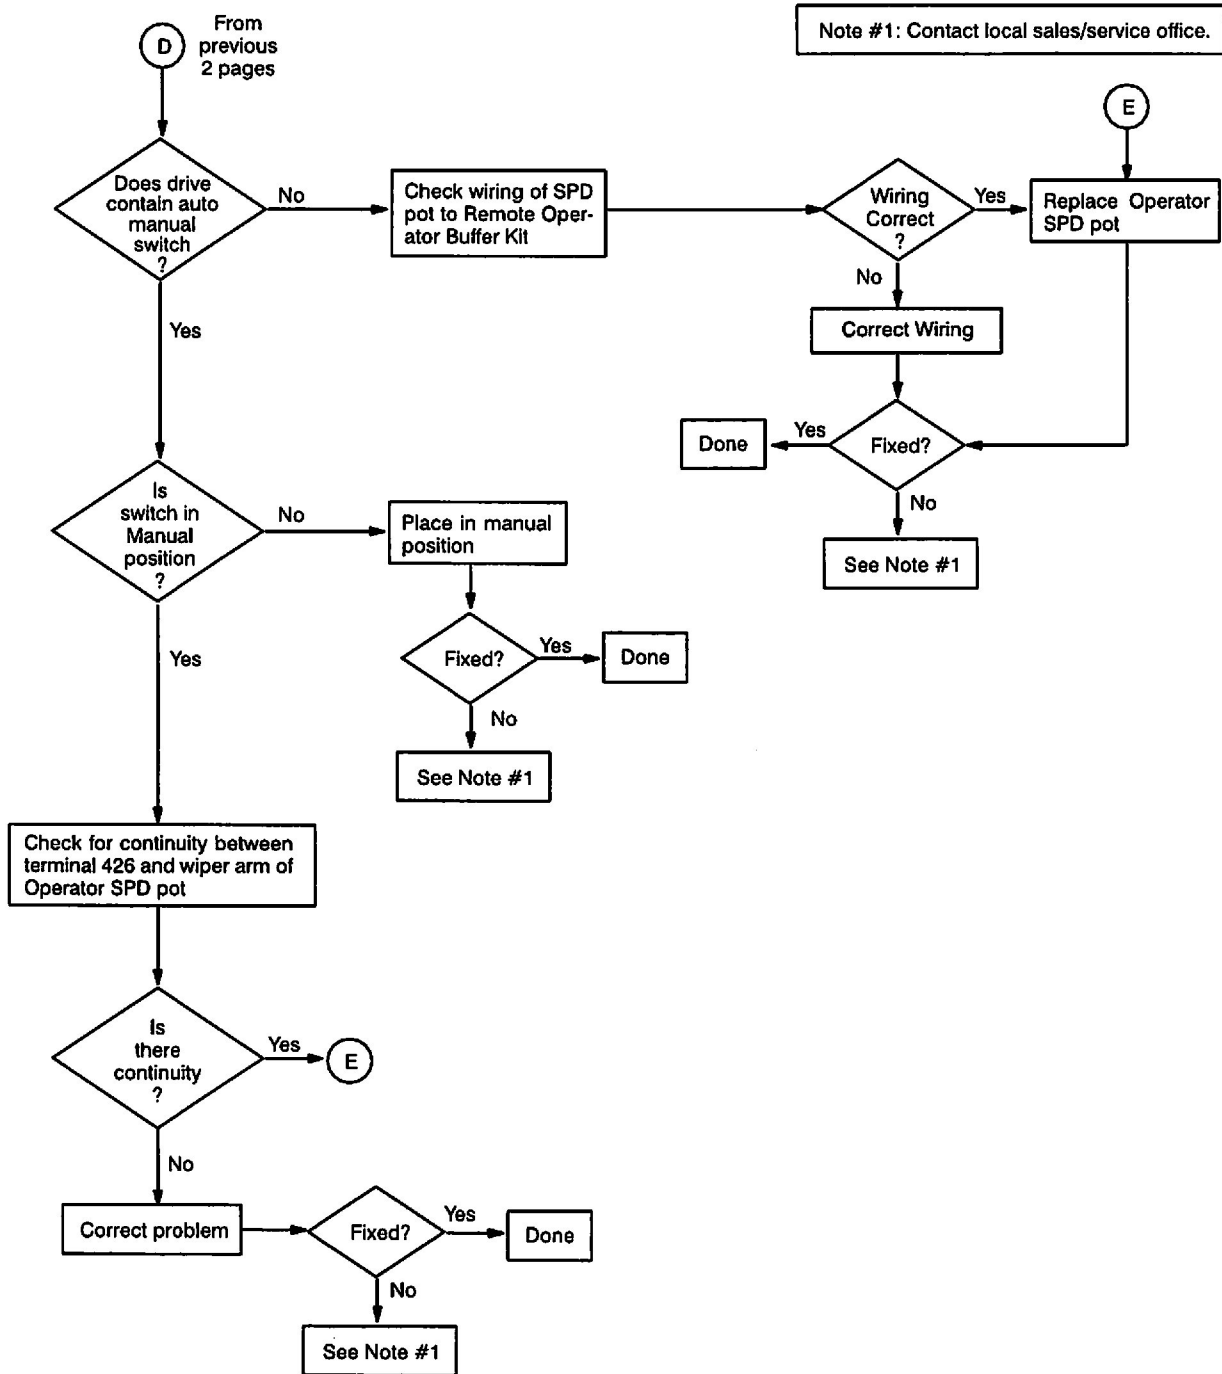 From
previous
2 pages
D
Note #1: Contact local sales/service office.
E
Does drive
contain auto
manual
switch
?
No
Check wiring of SPD
pot to Remote Oper-
ator Buffer Kit
Wiring
Correct
?
Yes
Replace Operator
SPD pot
No
Correct Wiring
Yes
Done
Yes
Fixed?
No
See Note #1
Is
switch in
Manual
position
?
No
Place in manual
position
Yes
Fixed?
Yes
Done
No
See Note #1
Check for continuity between
terminal 426 and wiper arm of
Operator SPD pot
Is
there
continuity
?
Yes
E
No
Correct problem
Fixed?
Yes
Done
No
See Note #1